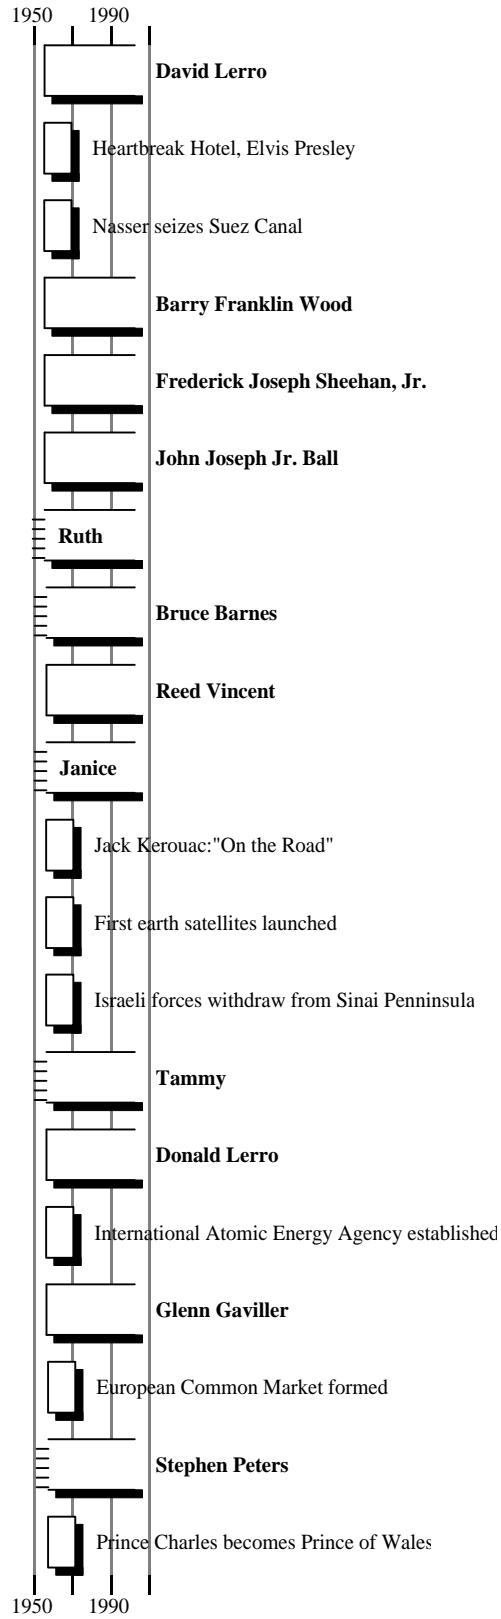 1950 1990
David Lerro
Heartbreak Hotel, Elvis Presley
Nasser seizes Suez Canal
Barry Franklin Wood
Frederick Joseph Sheehan, Jr.
John Joseph Jr. Ball
Ruth
Bruce Barnes
Reed Vincent
Janice
Jack Kerouac:"On the Road"
First earth satellites launched
Israeli forces withdraw from Sinai Penninsula
Tammy
Donald Lerro
International Atomic Energy Agency established
Glenn Gaviller
European Common Market formed
Stephen Peters
Prince Charles becomes Prince of Wales
1950 1990